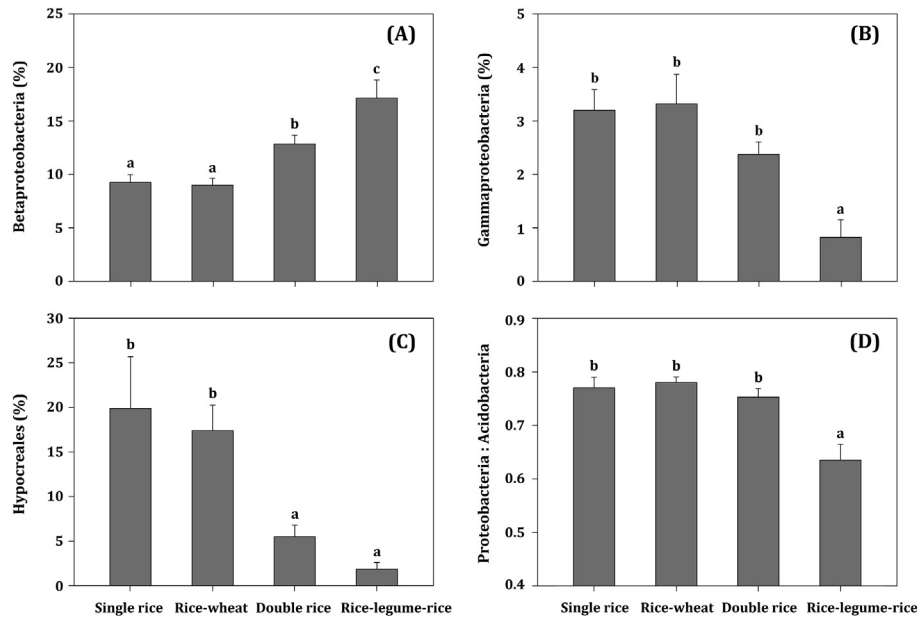 (A)
Betaproteobacteria (%)
25
20
15
10
5
0
a
a
b
c
(B)
Gammaproteobacteria (%)
5
4
3
2
1
0
b
b
b
a
(C)
Hypocreales (%)
30
25
20
15
10
5
0
b
b
a
a
Single rice Rice-wheat Double rice Rice-legume-rice
(D)
Proteobacteria : Acidobacteria
0.9
0.8
0.7
0.6
0.5
0.4
b
b
b
a
Single rice Rice-wheat Double rice Rice-legume-rice